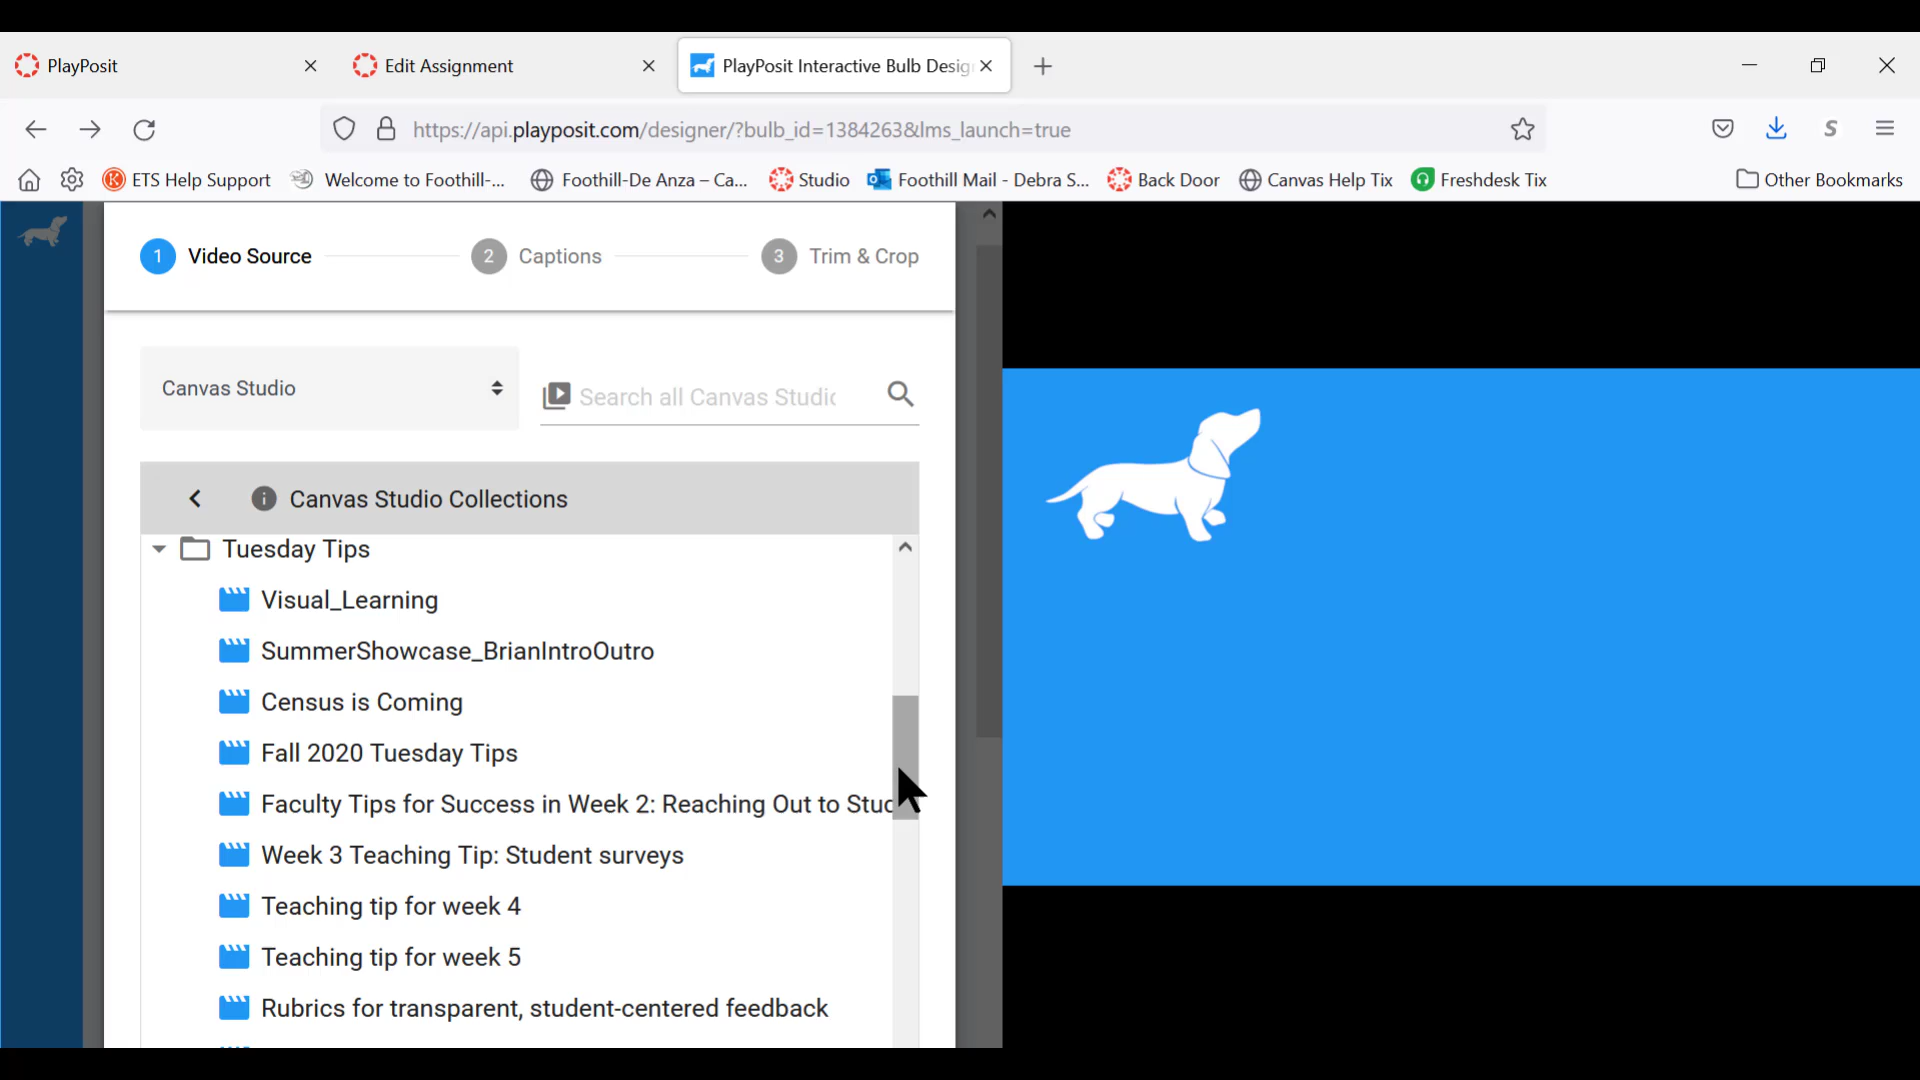 PlayPosit
Edit Assignment
PlayPosit Interactive Bulb Desig
https://api.playposit.com/designer/?bulb_id=1384263&lms_launch=true
ETS Help Support
Welcome to Foothill-...
Foothill-De Anza – Ca...
Studio
Foothill Mail - Debra S...
Back Door
Canvas Help Tix
Freshdesk Tix
Other Bookmarks
1 Video Source
2 Captions
3 Trim & Crop
Canvas Studio
Search all Canvas Studio
Canvas Studio Collections
Tuesday Tips
Visual_Learning
SummerShowcase_BrianIntroOutro
Census is Coming
Fall 2020 Tuesday Tips
Faculty Tips for Success in Week 2: Reaching Out to Stud
Week 3 Teaching Tip: Student surveys
Teaching tip for week 4
Teaching tip for week 5
Rubrics for transparent, student-centered feedback